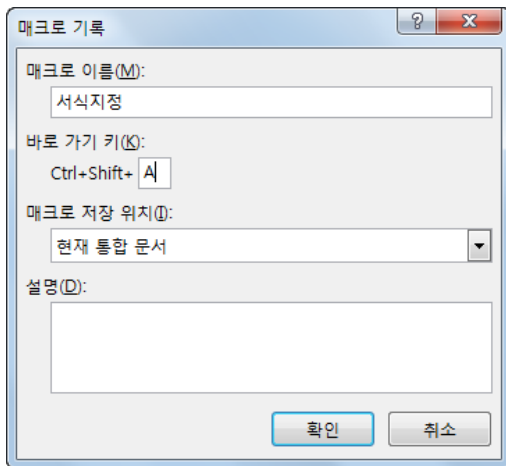 매크로 기록
매크로 이름(M):
서식지정
바로 가기 키(K):
Ctrl+Shift+ A
매크로 저장 위치(I):
현재 통합 문서
설명(D):
확인 취소